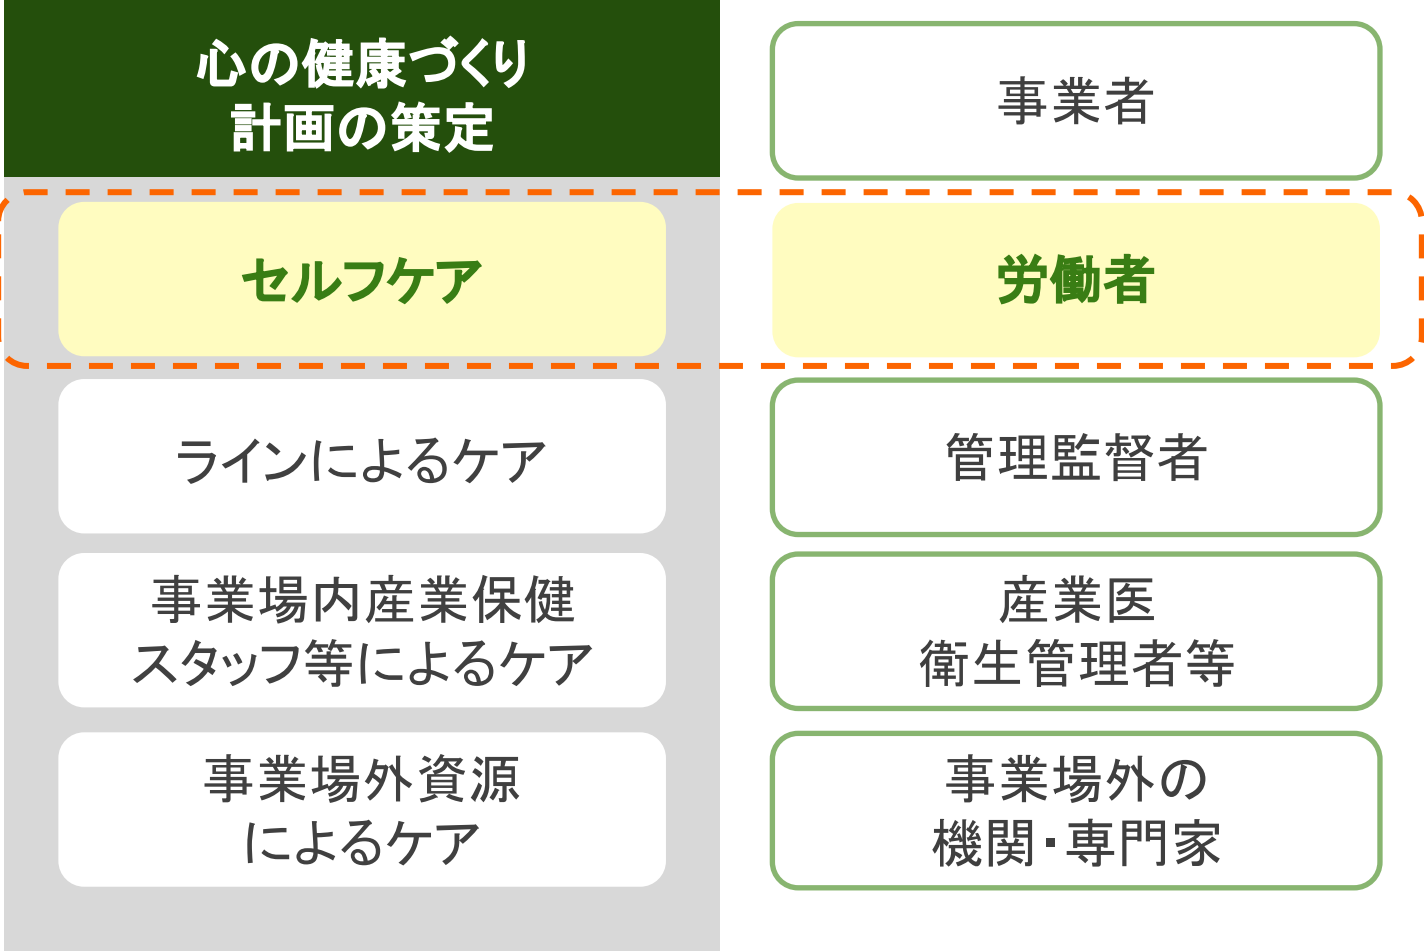 心の健康づくり
計画の策定
事業者
セルフケア
労働者
ラインによるケア
管理監督者
事業場内産業保健
スタッフ等によるケア
産業医
衛生管理者等
事業場外資源
によるケア
事業場外の
機関・専門家